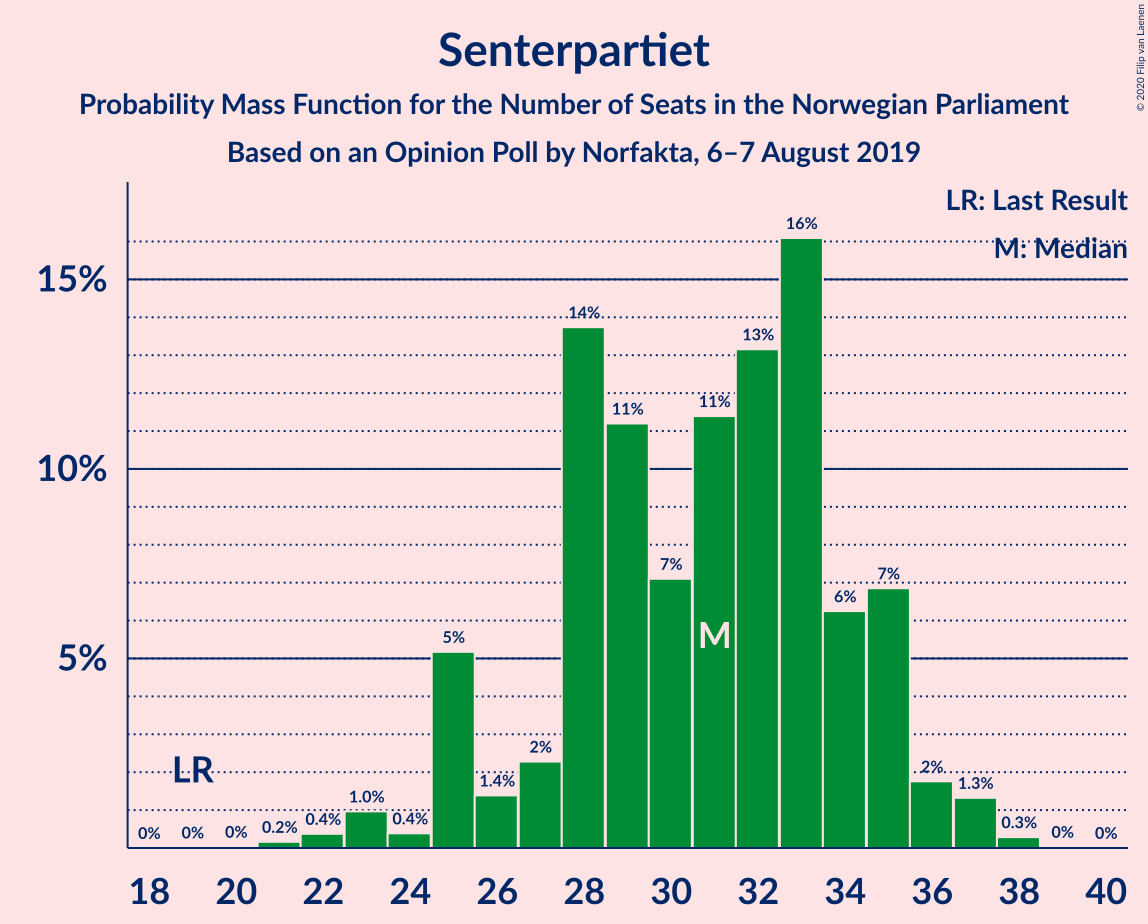 Senterpartiet
Probability Mass Function for the Number of Seats in the Norwegian Parliament
Based on an Opinion Poll by Norfakta, 6–7 August 2019
© 2020 Filip van Laenen
LR: Last Result
M: Median
15%
10%
5%
0%
0%
0%
0.2%
0.4%
1.0%
0.4%
5%
1.4%
2%
14%
11%
7%
11%
13%
16%
6%
7%
2%
1.3%
0.3%
0%
0%
LR
M
18 20 22 24 26 28 30 32 34 36 38 40